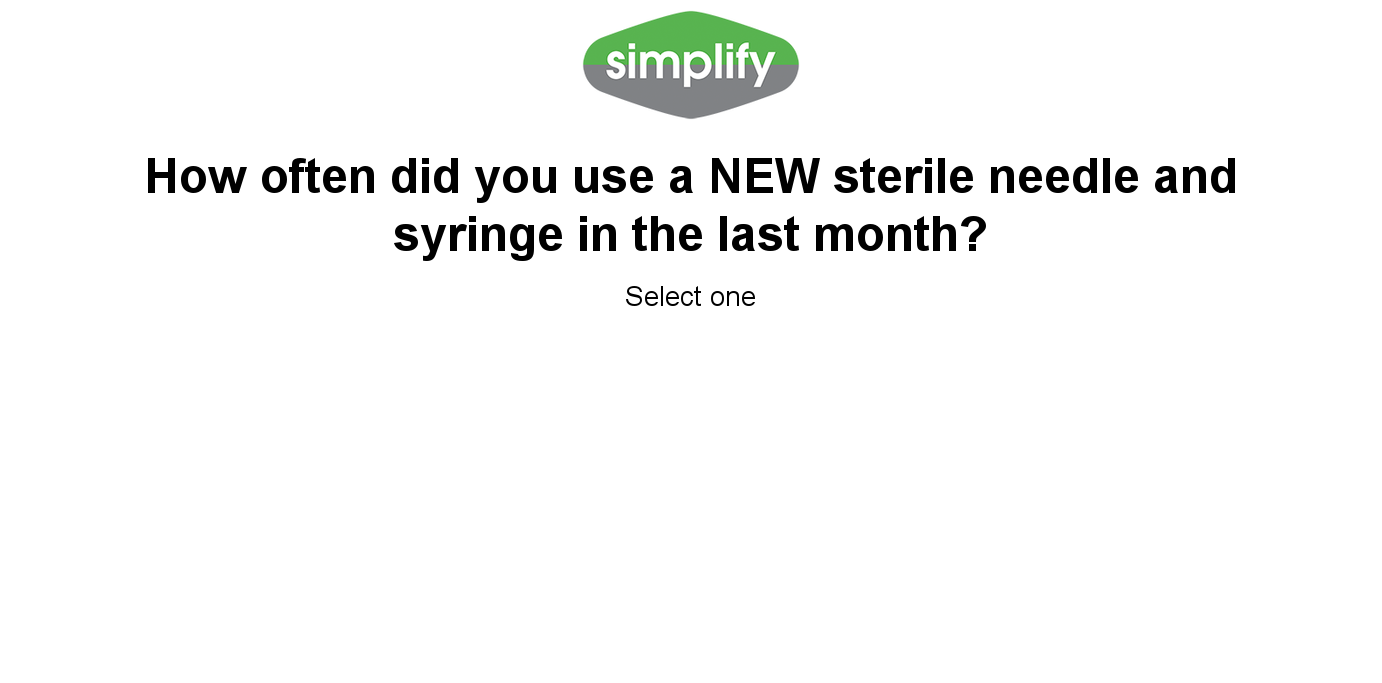 simplify
How often did you use a NEW sterile needle and
syringe in the last month?
Select one